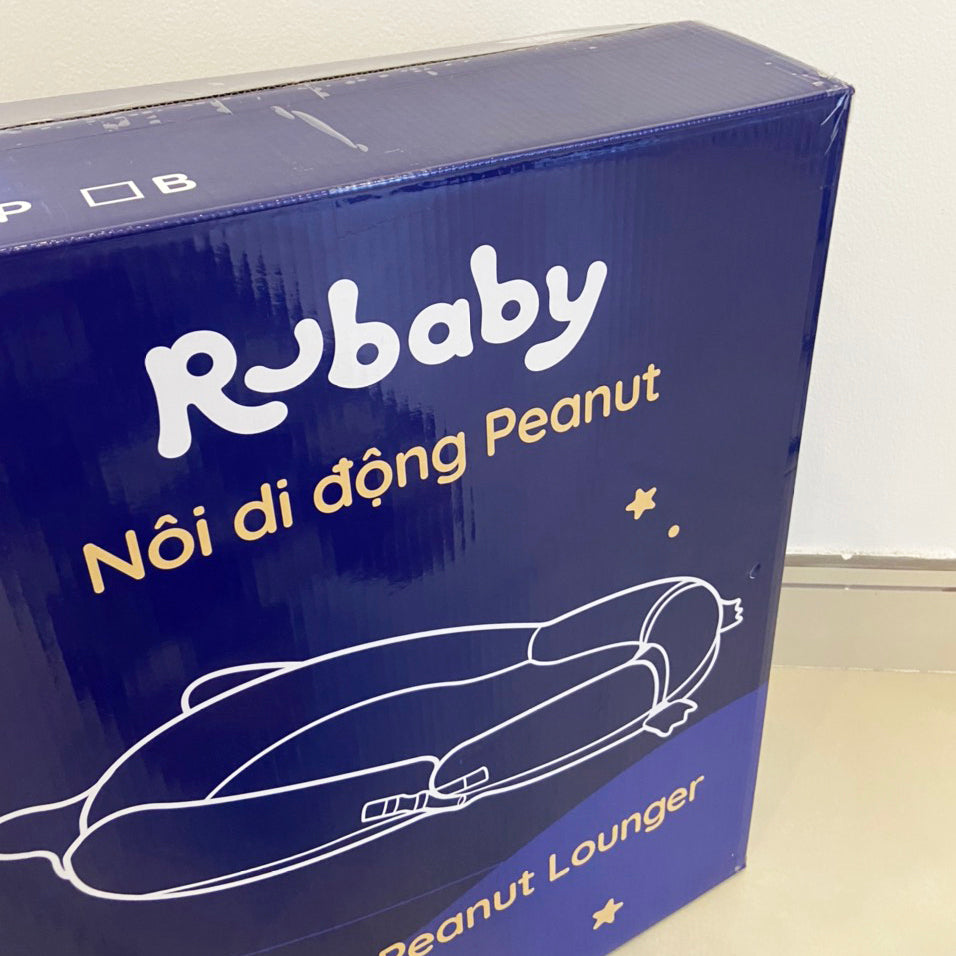 P B
Rubaby
Nôi di động Peanut
Peanut Lounger